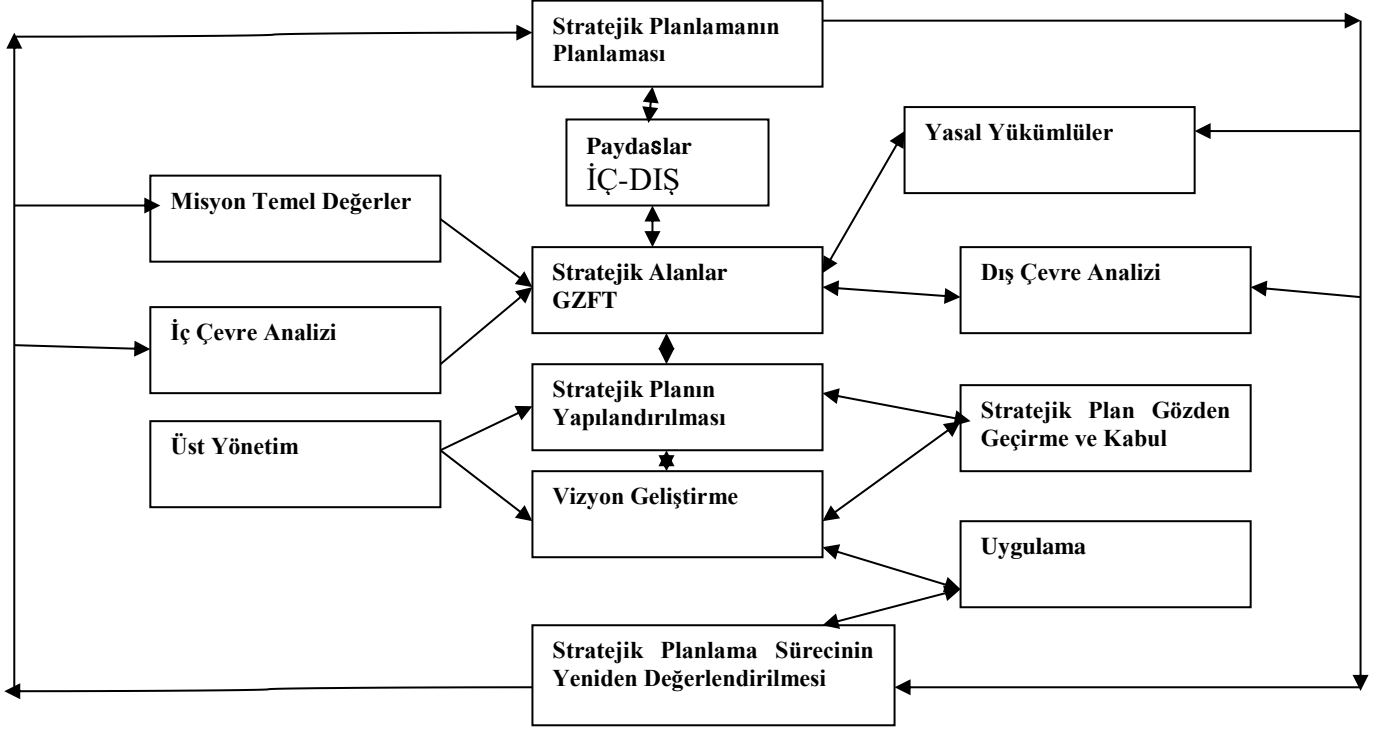 Stratejik Planlamanın
Planlaması
Paydaslar
İÇ-DIŞ
Yasal Yükümlüler
Misyon Temel Değerler
Stratejik Alanlar
GZFT
Dış Çevre Analizi
İç Çevre Analizi
Stratejik Planın
Yapılandırılması
Stratejik Plan Gözden
Geçirme ve Kabul
Üst Yönetim
Vizyon Geliştirme
Uygulama
Stratejik Planlama Sürecinin
Yeniden Değerlendirilmesi